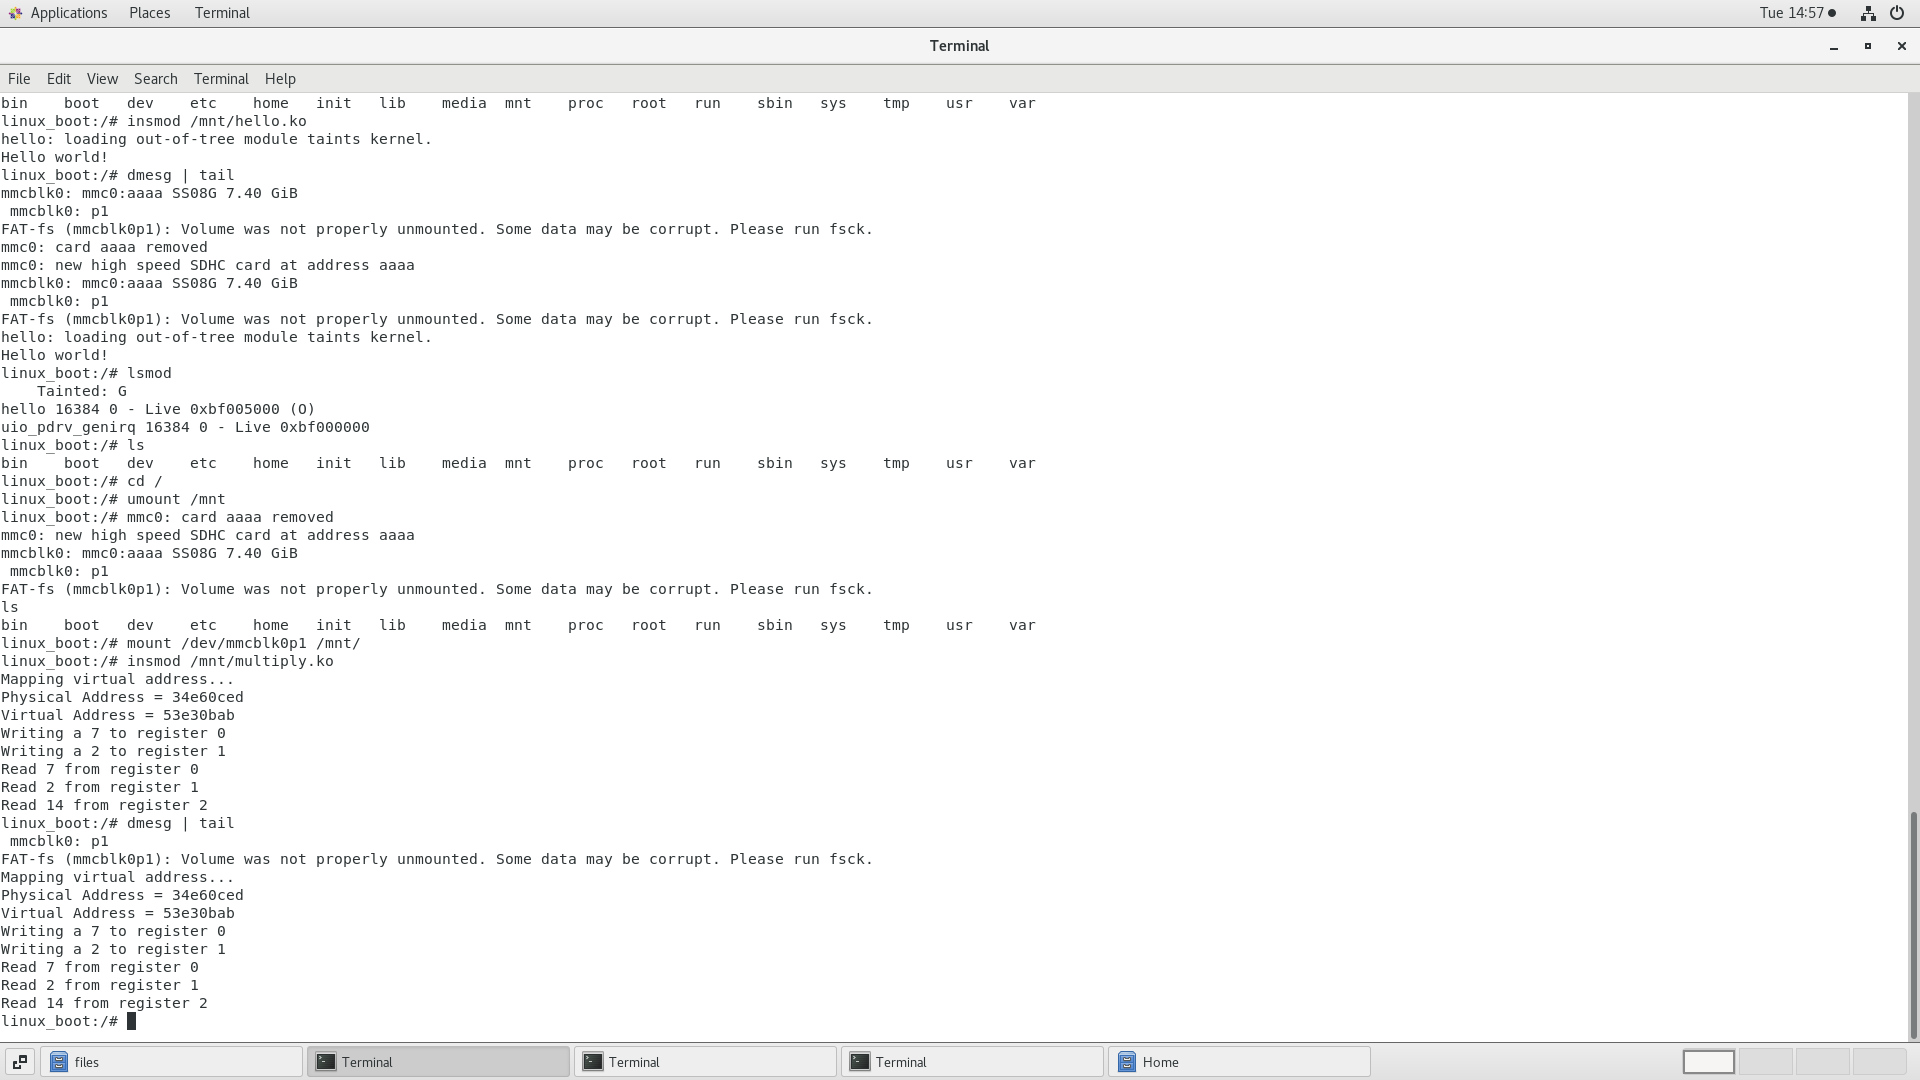 Applications Places Terminal Tue 14:57
Terminal
File Edit View Search Terminal Help
bin    boot   dev    etc    home   init   lib    media  mnt    proc   root   run    sbin   sys    tmp    usr    var
linux_boot:/# insmod /mnt/hello.ko
hello: loading out-of-tree module taints kernel.
Hello world!
linux_boot:/# dmesg | tail
mmcblk0: mmc0:aaaa SS08G 7.40 GiB
 mmcblk0: p1
FAT-fs (mmcblk0p1): Volume was not properly unmounted. Some data may be corrupt. Please run fsck.
mmc0: card aaaa removed
mmc0: new high speed SDHC card at address aaaa
mmcblk0: mmc0:aaaa SS08G 7.40 GiB
 mmcblk0: p1
FAT-fs (mmcblk0p1): Volume was not properly unmounted. Some data may be corrupt. Please run fsck.
hello: loading out-of-tree module taints kernel.
Hello world!
linux_boot:/# lsmod
    Tainted: G
hello 16384 0 - Live 0xbf005000 (O)
uio_pdrv_genirq 16384 0 - Live 0xbf000000
linux_boot:/# ls
bin    boot   dev    etc    home   init   lib    media  mnt    proc   root   run    sbin   sys    tmp    usr    var
linux_boot:/# cd /
linux_boot:/# umount /mnt
linux_boot:/# mmc0: card aaaa removed
mmc0: new high speed SDHC card at address aaaa
mmcblk0: mmc0:aaaa SS08G 7.40 GiB
 mmcblk0: p1
FAT-fs (mmcblk0p1): Volume was not properly unmounted. Some data may be corrupt. Please run fsck.
ls
bin    boot   dev    etc    home   init   lib    media  mnt    proc   root   run    sbin   sys    tmp    usr    var
linux_boot:/# mount /dev/mmcblk0p1 /mnt/
linux_boot:/# insmod /mnt/multiply.ko
Mapping virtual address...
Physical Address = 34e60ced
Virtual Address = 53e30bab
Writing a 7 to register 0
Writing a 2 to register 1
Read 7 from register 0
Read 2 from register 1
Read 14 from register 2
linux_boot:/# dmesg | tail
 mmcblk0: p1
FAT-fs (mmcblk0p1): Volume was not properly unmounted. Some data may be corrupt. Please run fsck.
Mapping virtual address...
Physical Address = 34e60ced
Virtual Address = 53e30bab
Writing a 7 to register 0
Writing a 2 to register 1
Read 7 from register 0
Read 2 from register 1
Read 14 from register 2
linux_boot:/#
files Terminal Terminal Terminal Home